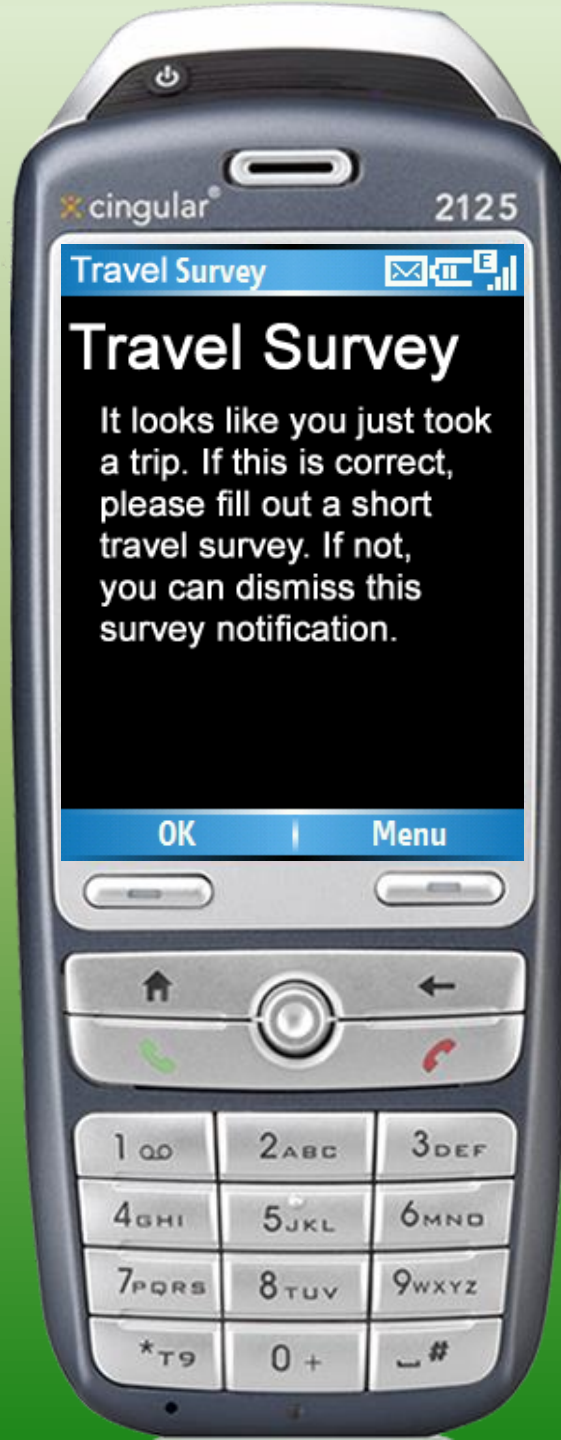 cingular® 2125
Travel Survey E
Travel Survey
It looks like you just took
a trip. If this is correct,
please fill out a short
travel survey. If not,
you can dismiss this
survey notification.
OK Menu
1 2ABC 3DEF
4GHI 5JKL 6MNO
7PQRS 8TUV 9WXYZ
*T9 0 + #